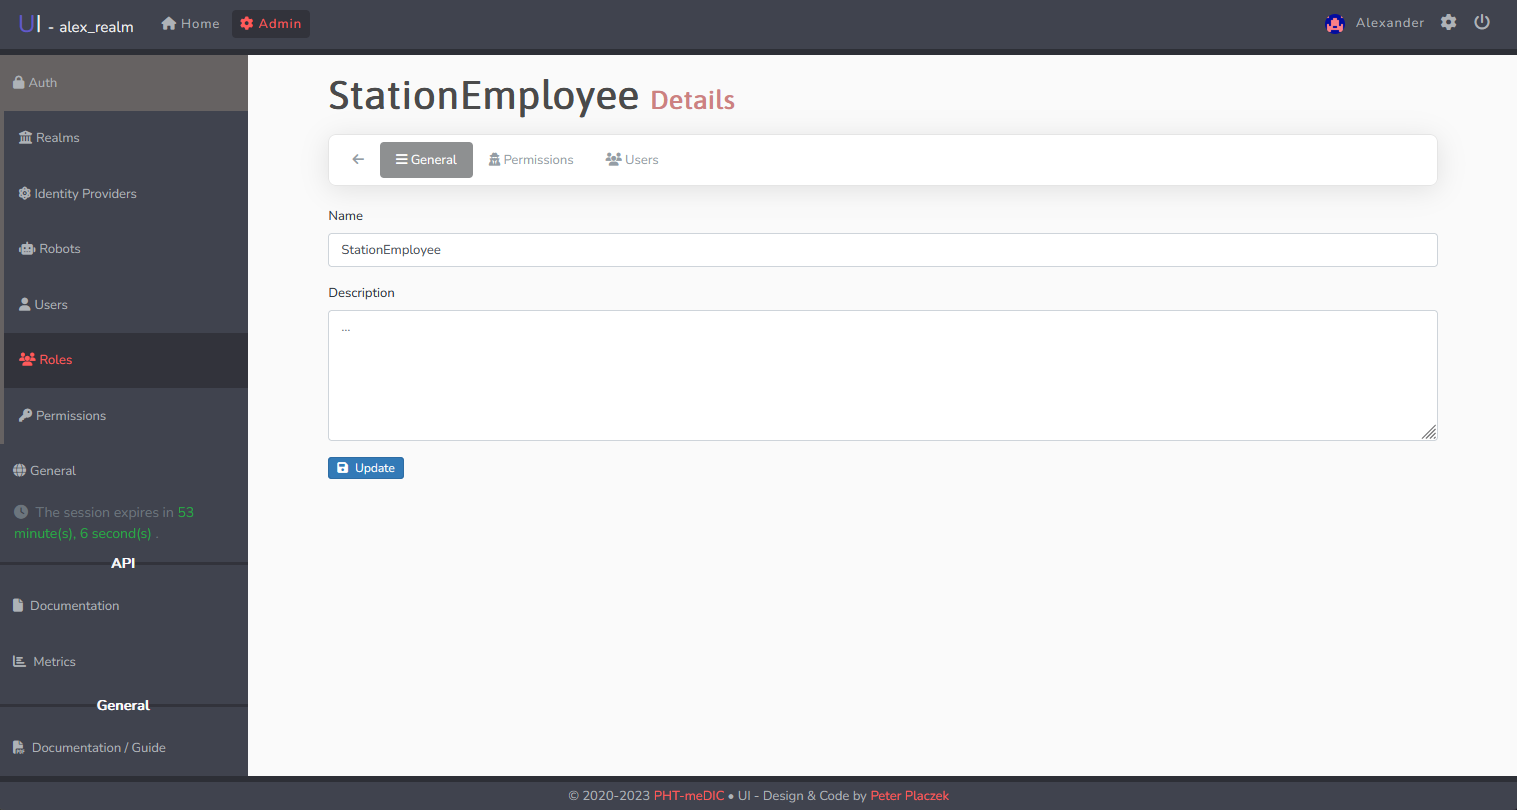 UI - alex_realm Home Admin Alexander
Auth
Realms
Identity Providers
Robots
Users
Roles
Permissions
General
The session expires in 53
minute(s), 6 second(s) .
API
Documentation
Metrics
General
Documentation / Guide
StationEmployee Details
General Permissions Users
Name
StationEmployee
Description
...
Update
© 2020-2023 PHT-meDIC • UI - Design & Code by Peter Placzek